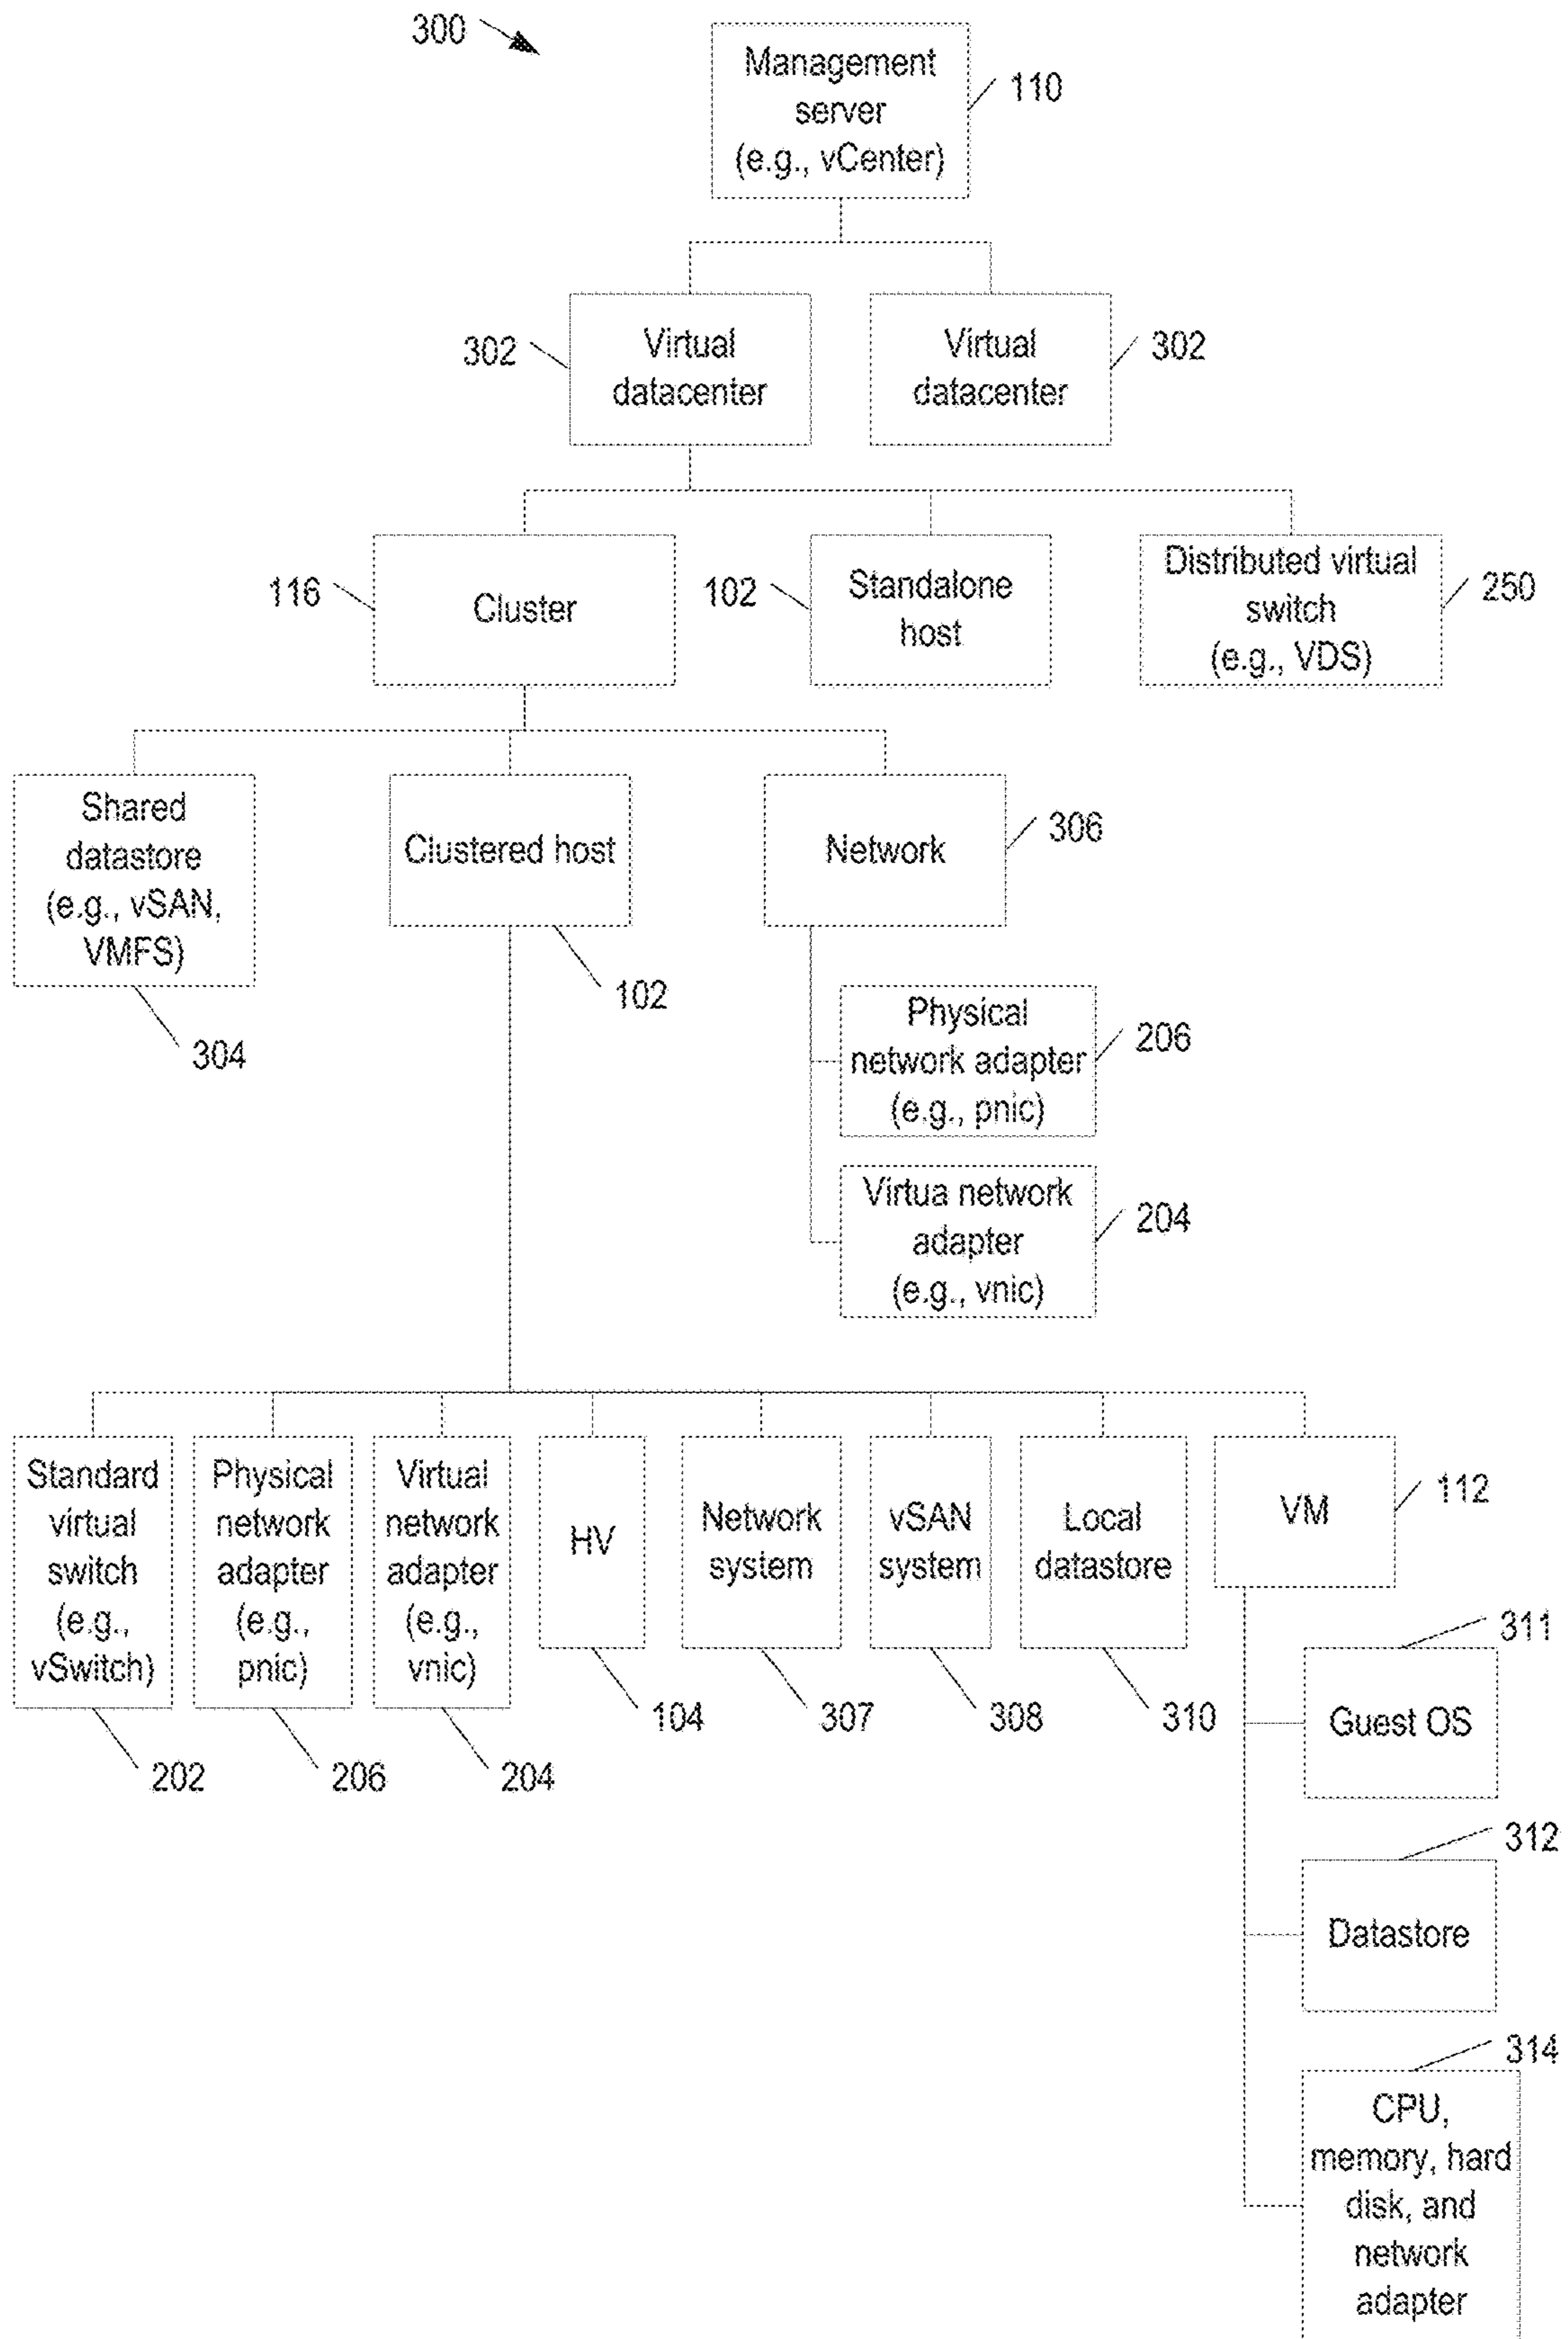 300
Management
server
(e.g., vCenter)
110
302
Virtual
datacenter
Virtual
datacenter
302
116
Cluster
102
Standalone
host
Distributed virtual
switch
(e.g., VDS)
250
Shared
datastore
(e.g., vSAN,
VMFS)
304
Clustered host
102
Network
306
Physical
network adapter
(e.g., pnic)
206
Virtua network
adapter
(e.g., vnic)
204
Standard
virtual
switch
(e.g.,
vSwitch)
202
Physical
network
adapter
(e.g.,
pnic)
206
Virtual
network
adapter
(e.g.,
vnic)
204
HV
104
Network
system
307
vSAN
system
308
Local
datastore
310
VM
112
311
Guest OS
312
Datastore
314
CPU,
memory, hard
disk, and
network
adapter